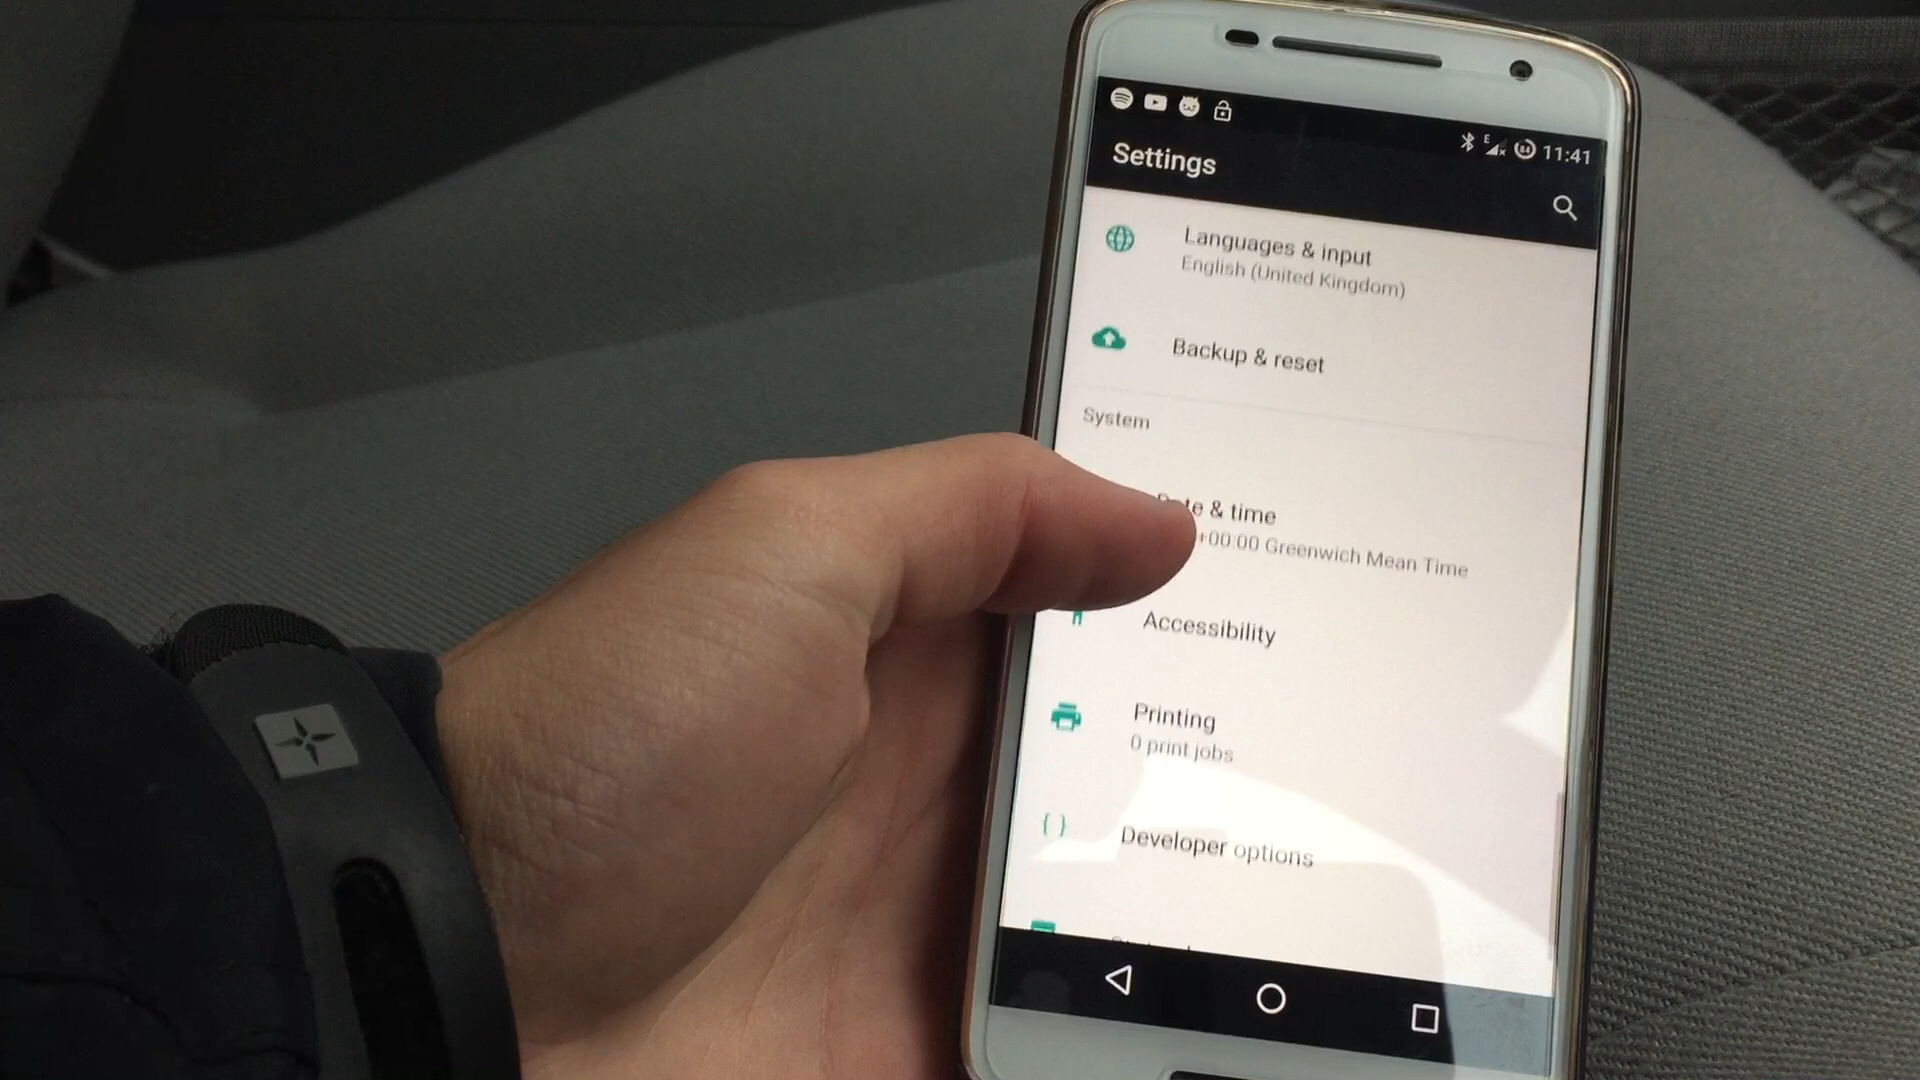 E
84
11:41
Settings
Languages & input
English (United Kingdom)
Backup & reset
System
& time
+00:00 Greenwich Mean Time
Accessibility
Printing
0 print jobs
{ }
Developer options